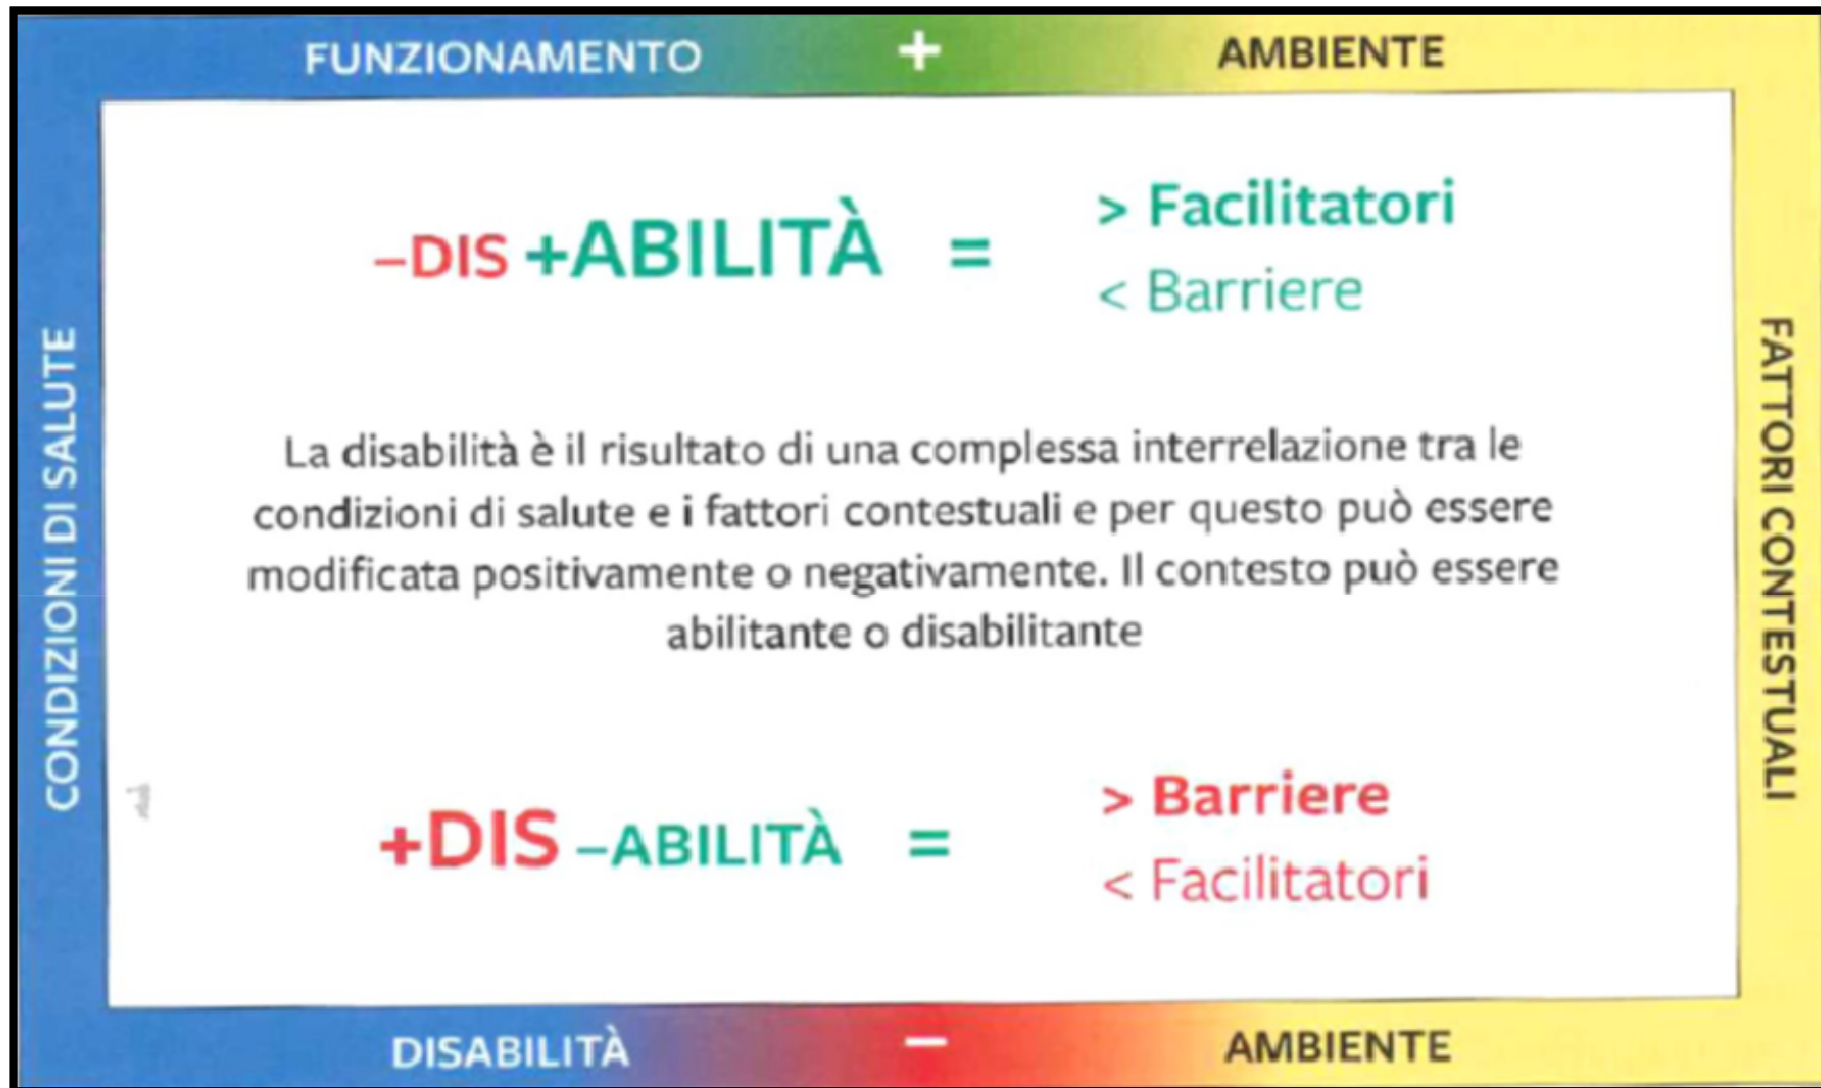 FUNZIONAMENTO + AMBIENTE
–DIS +ABILITÀ = > Facilitatori
< Barriere
CONDIZIONI DI SALUTE
La disabilità è il risultato di una complessa interrelazione tra le
condizioni di salute e i fattori contestuali e per questo può essere
modificata positivamente o negativamente. Il contesto può essere
abilitante o disabilitante
FATTORI CONTESTUALI
+DIS –ABILITÀ = > Barriere
< Facilitatori
DISABILITÀ – AMBIENTE